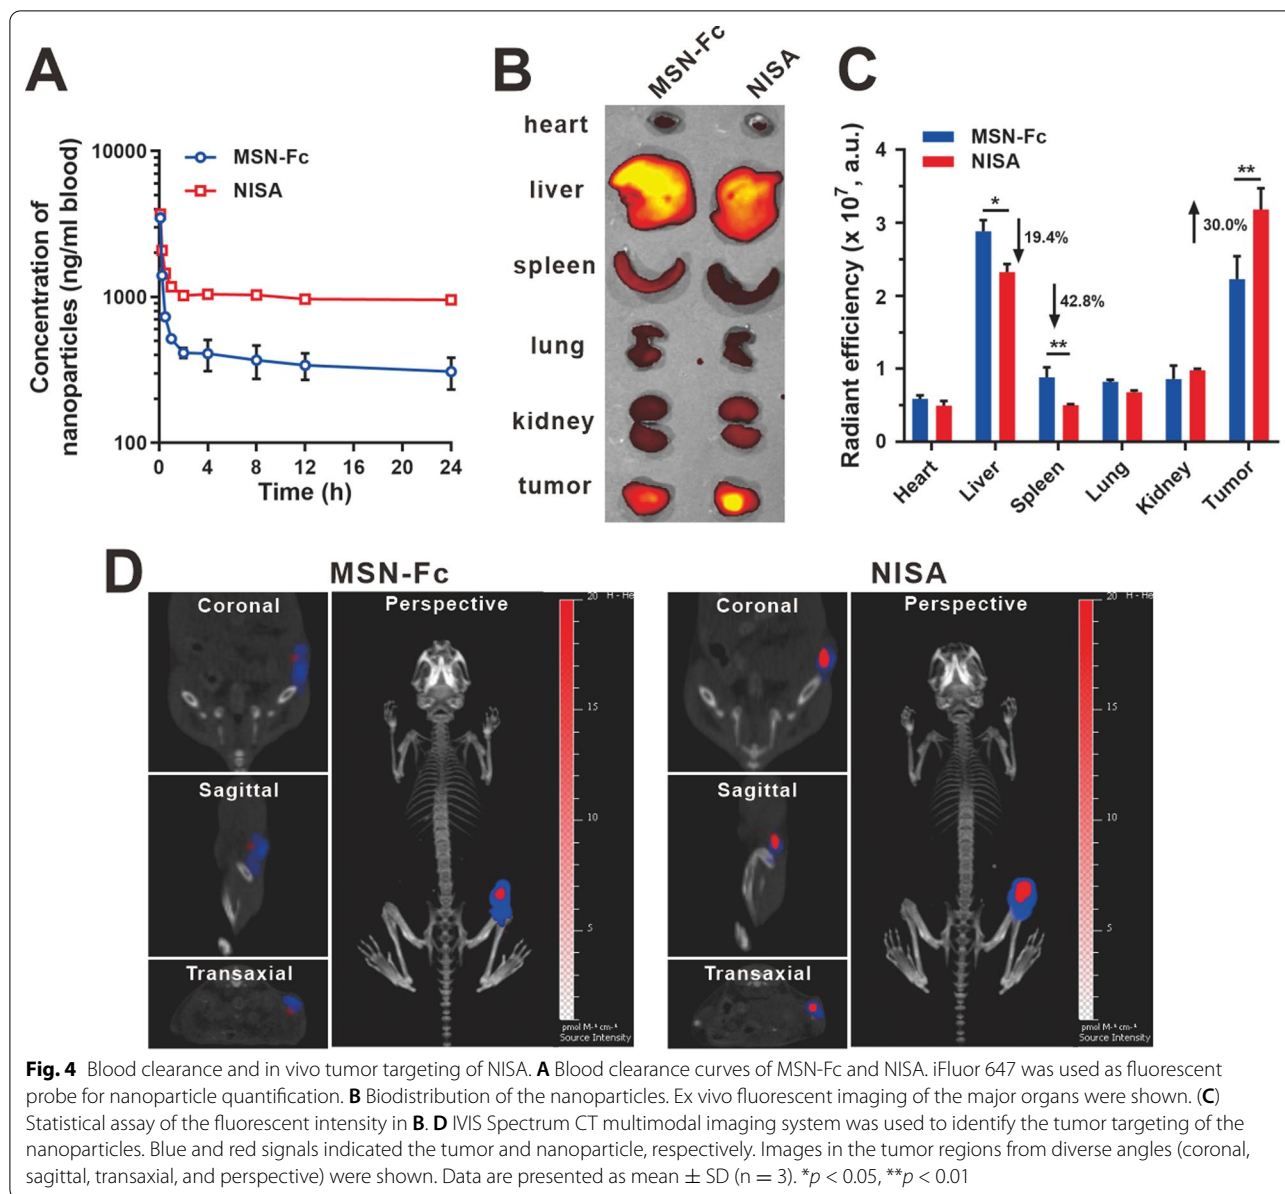 A
MSN-Fc
NISA
Concentration of
nanoparticles (ng/ml blood)
10000
1000
100
0 4 8 12 16 20 24
Time (h)
B
MSN-Fc
NISA
heart
liver
spleen
lung
kidney
tumor
C
MSN-Fc
NISA
Radiant efficiency (x 10⁷, a.u.)
4
3
2
1
0
*
19.4%
42.8%
**
30.0%
**
Heart
Liver
Spleen
Lung
Kidney
Tumor
D
MSN-Fc
Coronal
Sagittal
Transaxial
Perspective
20
15
10
5
pmol M⁻¹ cm⁻¹
Source Intensity
NISA
Coronal
Sagittal
Transaxial
Perspective
20
15
10
5
pmol M⁻¹ cm⁻¹
Source Intensity
Fig. 4 Blood clearance and in vivo tumor targeting of NISA. A Blood clearance curves of MSN-Fc and NISA. iFluor 647 was used as fluorescent
probe for nanoparticle quantification. B Biodistribution of the nanoparticles. Ex vivo fluorescent imaging of the major organs were shown. (C)
Statistical assay of the fluorescent intensity in B. D IVIS Spectrum CT multimodal imaging system was used to identify the tumor targeting of the
nanoparticles. Blue and red signals indicated the tumor and nanoparticle, respectively. Images in the tumor regions from diverse angles (coronal,
sagittal, transaxial, and perspective) were shown. Data are presented as mean ± SD (n = 3). *p < 0.05, **p < 0.01